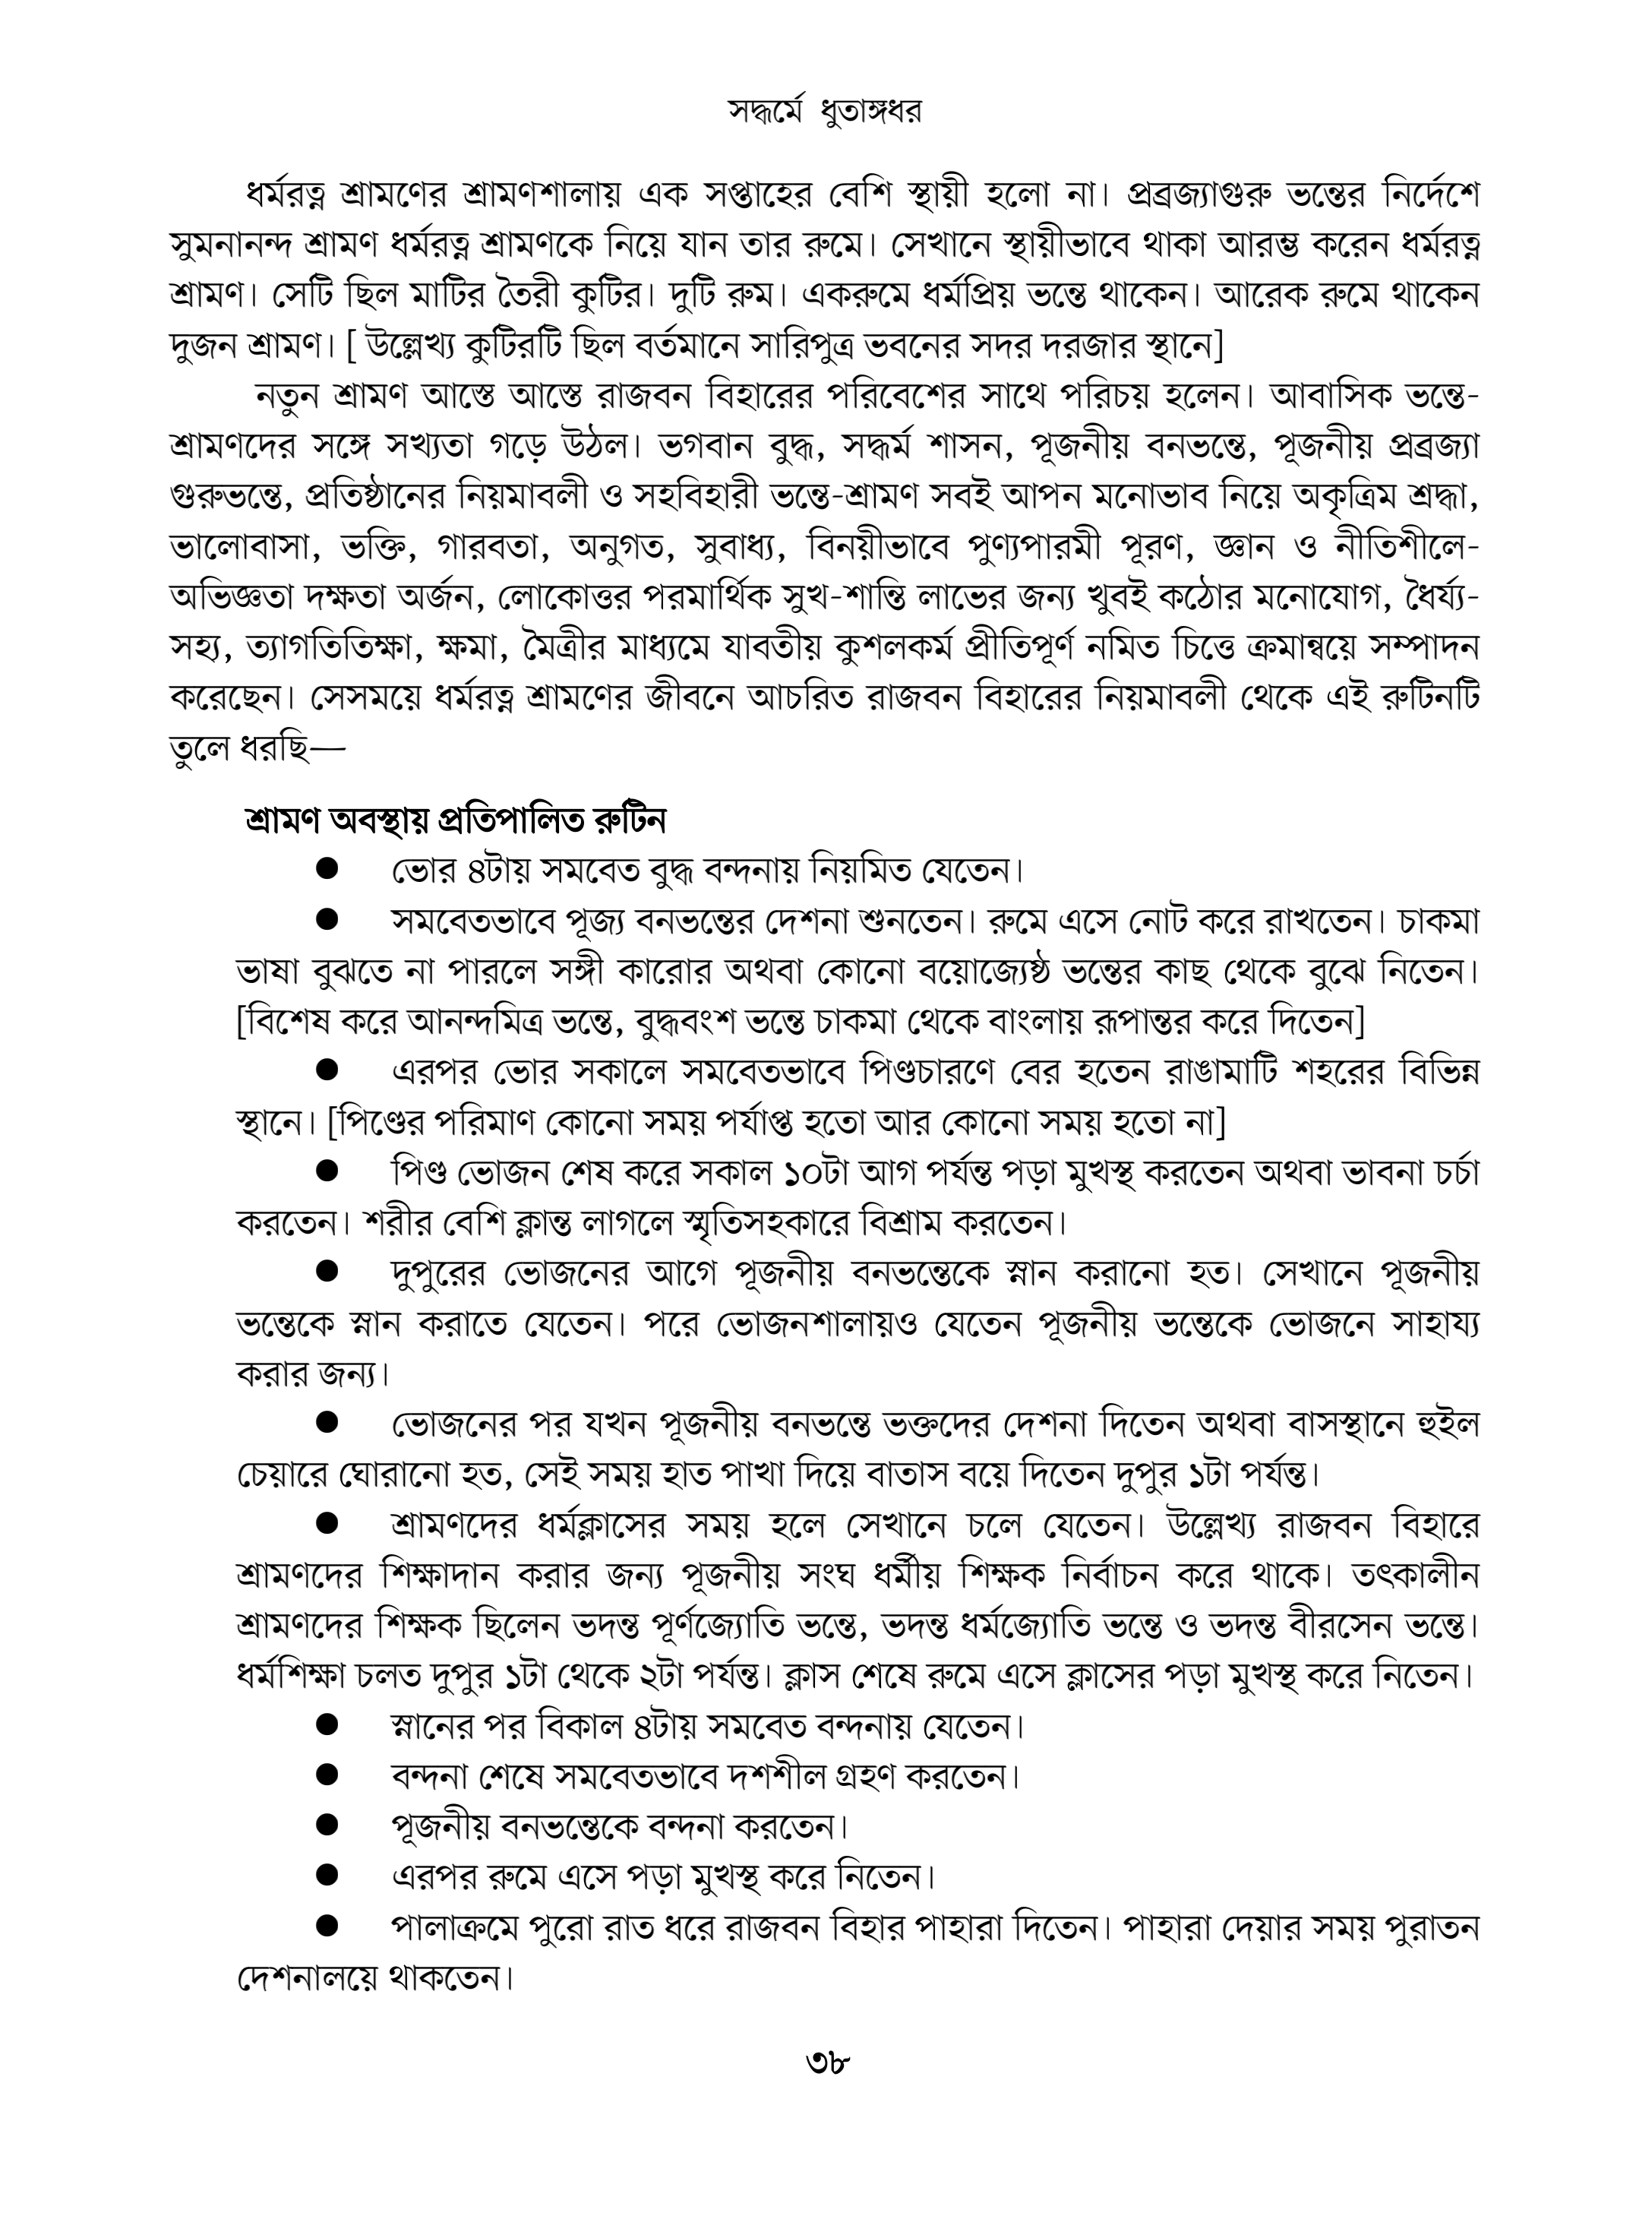 সদ্ধর্মে ধুতাঙ্গধর
ধর্মরত্ন শ্রামণের শ্রামণশালায় এক সপ্তাহের বেশি স্থায়ী হলো না। প্রব্রজ্যাগুরু ভন্তের নির্দেশে
সুমনানন্দ শ্রামণ ধর্মরত্ন শ্রামণকে নিয়ে যান তার রুমে। সেখানে স্থায়ীভাবে থাকা আরম্ভ করেন ধর্মরত্ন
শ্রামণ। সেটি ছিল মাটির তৈরী কুটির। দুটি রুম। একরুমে ধর্মপ্রিয় ভন্তে থাকেন। আরেক রুমে থাকেন
দুজন শ্রামণ। [ উল্লেখ্য কুটিরটি ছিল বর্তমানে সারিপুত্র ভবনের সদর দরজার স্থানে]
নতুন শ্রামণ আস্তে আস্তে রাজবন বিহারের পরিবেশের সাথে পরিচয় হলেন। আবাসিক ভন্তে-
শ্রামণদের সঙ্গে সখ্যতা গড়ে উঠল। ভগবান বুদ্ধ, সদ্ধর্ম শাসন, পূজনীয় বনভন্তে, পূজনীয় প্রব্রজ্যা
গুরুভন্তে, প্রতিষ্ঠানের নিয়মাবলী ও সহবিহারী ভন্তে-শ্রামণ সবই আপন মনোভাব নিয়ে অকৃত্রিম শ্রদ্ধা,
ভালোবাসা, ভক্তি, গারবতা, অনুগত, সুবাধ্য, বিনয়ীভাবে পুণ্যপারমী পূরণ, জ্ঞান ও নীতিশীলে-
অভিজ্ঞতা দক্ষতা অর্জন, লোকোত্তর পরমার্থিক সুখ-শান্তি লাভের জন্য খুবই কঠোর মনোযোগ, ধৈর্য্য-
সহ্য, ত্যাগতিতিক্ষা, ক্ষমা, মৈত্রীর মাধ্যমে যাবতীয় কুশলকর্ম প্রীতিপূর্ণ নমিত চিত্তে ক্রমান্বয়ে সম্পাদন
করেছেন। সেসময়ে ধর্মরত্ন শ্রামণের জীবনে আচরিত রাজবন বিহারের নিয়মাবলী থেকে এই রুটিনটি
তুলে ধরছি—
শ্রামণ অবস্থায় প্রতিপালিত রুটিন
● ভোর ৪টায় সমবেত বুদ্ধ বন্দনায় নিয়মিত যেতেন।
● সমবেতভাবে পূজ্য বনভন্তের দেশনা শুনতেন। রুমে এসে নোট করে রাখতেন। চাকমা
ভাষা বুঝতে না পারলে সঙ্গী কারোর অথবা কোনো বয়োজ্যেষ্ঠ ভন্তের কাছ থেকে বুঝে নিতেন।
[বিশেষ করে আনন্দমিত্র ভন্তে, বুদ্ধবংশ ভন্তে চাকমা থেকে বাংলায় রূপান্তর করে দিতেন]
● এরপর ভোর সকালে সমবেতভাবে পিণ্ডচারণে বের হতেন রাঙামাটি শহরের বিভিন্ন
স্থানে। [পিণ্ডের পরিমাণ কোনো সময় পর্যাপ্ত হতো আর কোনো সময় হতো না]
● পিণ্ড ভোজন শেষ করে সকাল ১০টা আগ পর্যন্ত পড়া মুখস্থ করতেন অথবা ভাবনা চর্চা
করতেন। শরীর বেশি ক্লান্ত লাগলে স্মৃতিসহকারে বিশ্রাম করতেন।
● দুপুরের ভোজনের আগে পূজনীয় বনভন্তেকে স্নান করানো হত। সেখানে পূজনীয়
ভন্তেকে স্নান করাতে যেতেন। পরে ভোজনশালায়ও যেতেন পূজনীয় ভন্তেকে ভোজনে সাহায্য
করার জন্য।
● ভোজনের পর যখন পূজনীয় বনভন্তে ভক্তদের দেশনা দিতেন অথবা বাসস্থানে হুইল
চেয়ারে ঘোরানো হত, সেই সময় হাত পাখা দিয়ে বাতাস বয়ে দিতেন দুপুর ১টা পর্যন্ত।
● শ্রামণদের ধর্মক্লাসের সময় হলে সেখানে চলে যেতেন। উল্লেখ্য রাজবন বিহারে
শ্রামণদের শিক্ষাদান করার জন্য পূজনীয় সংঘ ধর্মীয় শিক্ষক নির্বাচন করে থাকে। তৎকালীন
শ্রামণদের শিক্ষক ছিলেন ভদন্ত পূর্ণজ্যোতি ভন্তে, ভদন্ত ধর্মজ্যোতি ভন্তে ও ভদন্ত বীরসেন ভন্তে।
ধর্মশিক্ষা চলত দুপুর ১টা থেকে ২টা পর্যন্ত। ক্লাস শেষে রুমে এসে ক্লাসের পড়া মুখস্থ করে নিতেন।
● স্নানের পর বিকাল ৪টায় সমবেত বন্দনায় যেতেন।
● বন্দনা শেষে সমবেতভাবে দশশীল গ্রহণ করতেন।
● পূজনীয় বনভন্তেকে বন্দনা করতেন।
● এরপর রুমে এসে পড়া মুখস্থ করে নিতেন।
● পালাক্রমে পুরো রাত ধরে রাজবন বিহার পাহারা দিতেন। পাহারা দেয়ার সময় পুরাতন
দেশনালয়ে থাকতেন।
৩৮